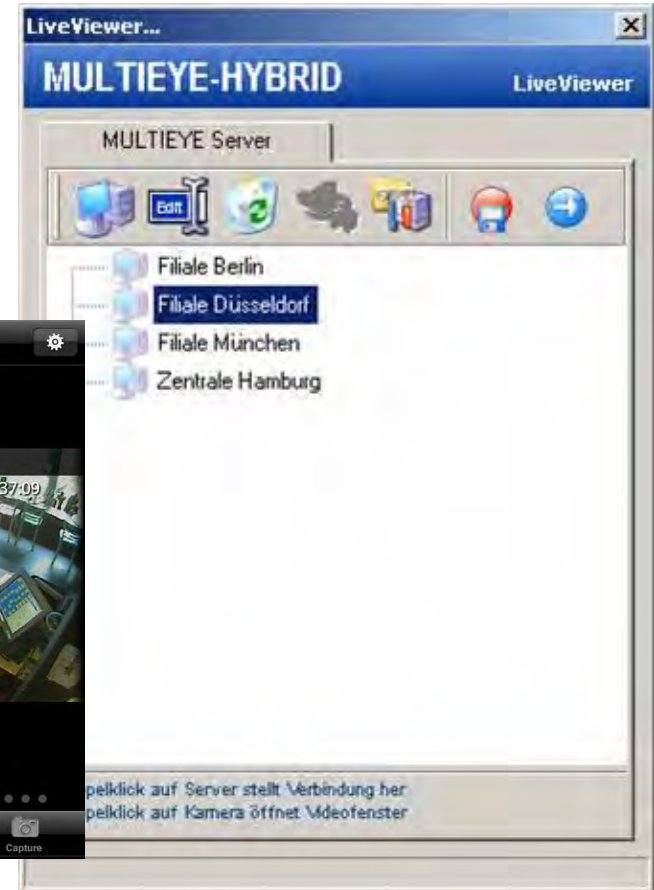 LiveViewer...
MULTIEYE-HYBRID LiveViewer
MULTIEYE Server
Edit
Filiale Berlin
Filiale Düsseldorf
Filiale München
Zentrale Hamburg
37:09
pelklick auf Server stellt Verbindung her
pelklick auf Kamera öffnet Videofenster
Capture